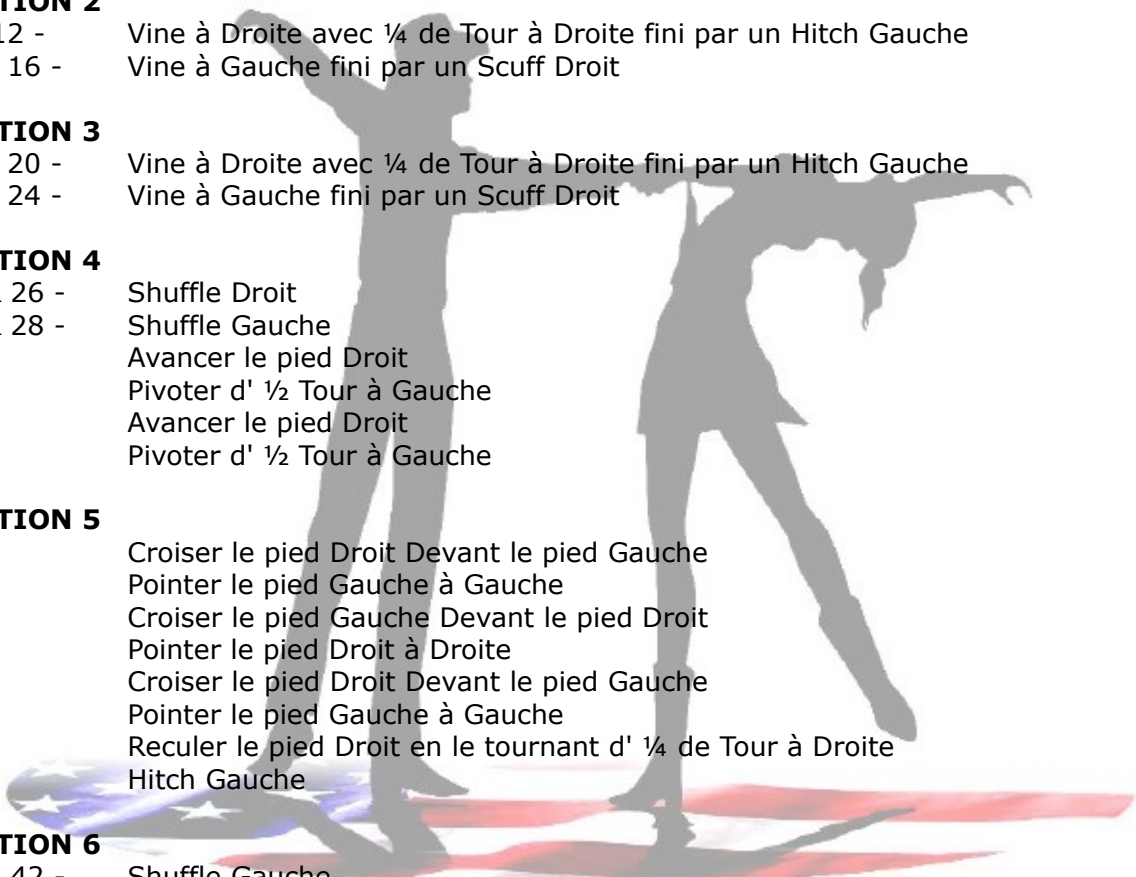 TION 2
12 - Vine à Droite avec ¼ de Tour à Droite fini par un Hitch Gauche
16 - Vine à Gauche fini par un Scuff Droit
TION 3
20 - Vine à Droite avec ¼ de Tour à Droite fini par un Hitch Gauche
24 - Vine à Gauche fini par un Scuff Droit
TION 4
26 - Shuffle Droit
28 - Shuffle Gauche
Avancer le pied Droit
Pivoter d' ½ Tour à Gauche
Avancer le pied Droit
Pivoter d' ½ Tour à Gauche
TION 5
Croiser le pied Droit Devant le pied Gauche
Pointer le pied Gauche à Gauche
Croiser le pied Gauche Devant le pied Droit
Pointer le pied Droit à Droite
Croiser le pied Droit Devant le pied Gauche
Pointer le pied Gauche à Gauche
Reculer le pied Droit en le tournant d' ¼ de Tour à Droite
Hitch Gauche
TION 6
42 - Shuffle Gauche